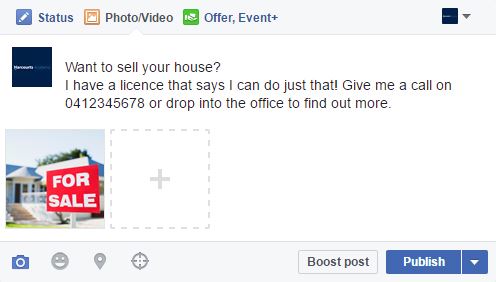 Status Photo/Video Offer, Event+
Harcourts
Want to sell your house?
I have a licence that says I can do just that! Give me a call on
0412345678 or drop into the office to find out more.
FOR
SALE
Boost post Publish